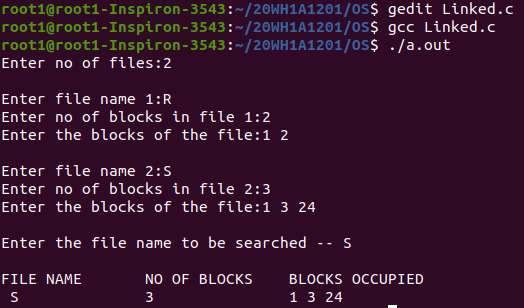 root1@root1-Inspiron-3543:~/20WH1A1201/OS$ gedit Linked.c
root1@root1-Inspiron-3543:~/20WH1A1201/OS$ gcc Linked.c
root1@root1-Inspiron-3543:~/20WH1A1201/OS$ ./a.out
Enter no of files:2
Enter file name 1:R
Enter no of blocks in file 1:2
Enter the blocks of the file:1 2
Enter file name 2:S
Enter no of blocks in file 2:3
Enter the blocks of the file:1 3 24
Enter the file name to be searched -- S
FILE NAME NO OF BLOCKS BLOCKS OCCUPIED
S 3 1 3 24